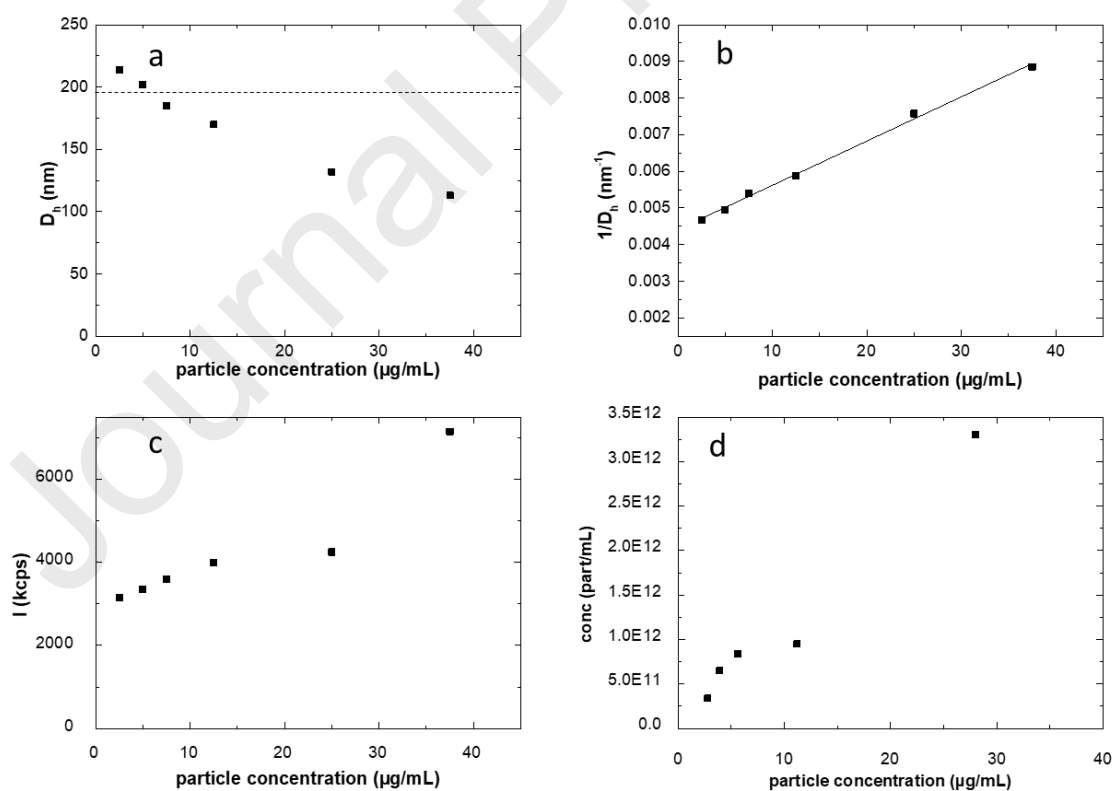 Journal P
a
250
200
150
100
50
0
D_h (nm)
0 10 20 30 40
particle concentration (µg/mL)
b
0.010
0.009
0.008
0.007
0.006
0.005
0.004
0.003
0.002
1/D_h (nm⁻¹)
0 10 20 30 40
particle concentration (µg/mL)
c
6000
4000
2000
0
I (kcps)
0 10 20 30 40
particle concentration (µg/mL)
d
3.5E12
3.0E12
2.5E12
2.0E12
1.5E12
1.0E12
5.0E11
0.0
conc (part/mL)
0 10 20 30 40
particle concentration (µg/mL)